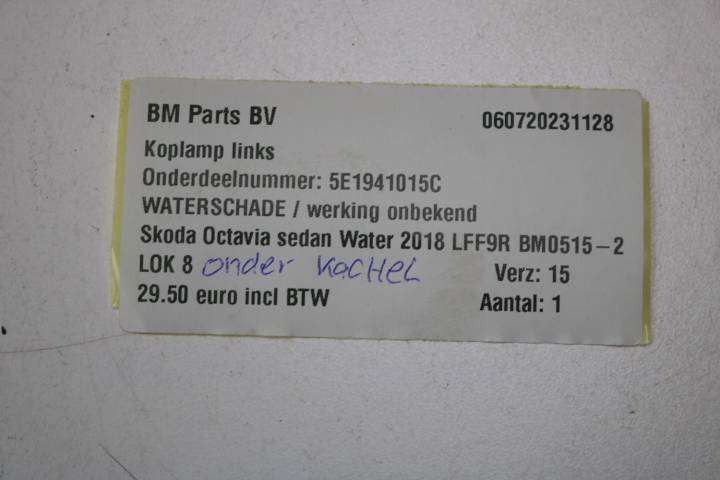 BM Parts BV 060720231128
Koplamp links
Onderdeelnummer: 5E1941015C
WATERSCHADE / werking onbekend
Skoda Octavia sedan Water 2018 LFF9R BM0515-2
LOK 8 onder kacHeL Verz: 15
29.50 euro incl BTW Aantal: 1